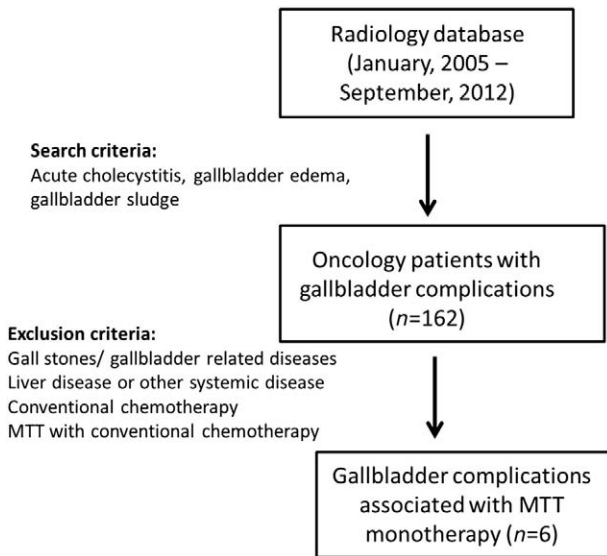 Radiology database
(January, 2005 –
September, 2012)
Search criteria:
Acute cholecystitis, gallbladder edema,
gallbladder sludge
Oncology patients with
gallbladder complications
(n=162)
Exclusion criteria:
Gall stones/ gallbladder related diseases
Liver disease or other systemic disease
Conventional chemotherapy
MTT with conventional chemotherapy
Gallbladder complications
associated with MTT
monotherapy (n=6)